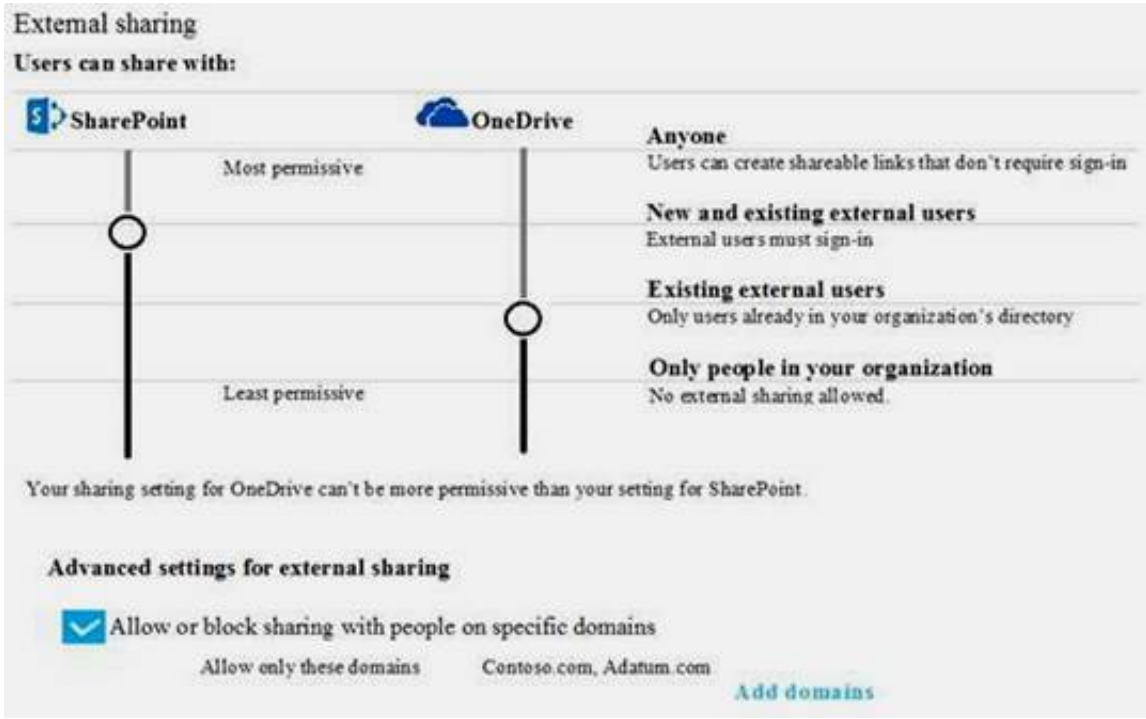 External sharing
Users can share with:
SharePoint
OneDrive
Most permissive
Least permissive
Anyone
Users can create shareable links that don't require sign-in
New and existing external users
External users must sign-in
Existing external users
Only users already in your organization's directory
Only people in your organization
No external sharing allowed.
Your sharing setting for OneDrive can't be more permissive than your setting for SharePoint.
Advanced settings for external sharing
Allow or block sharing with people on specific domains
Allow only these domains Contoso.com, Adatum.com
Add domains